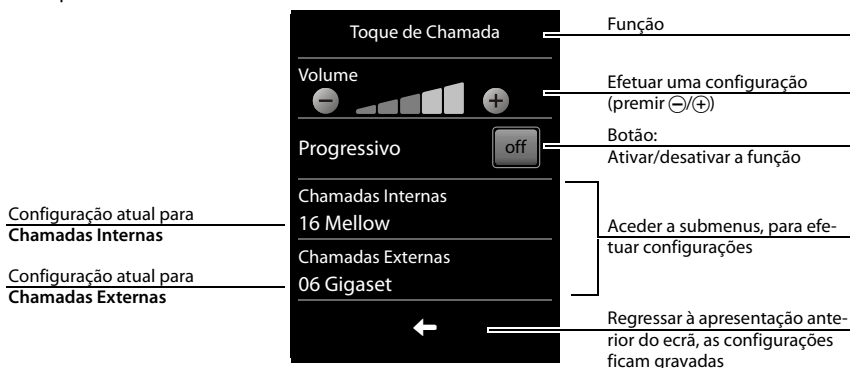 Toque de Chamada
Volume
Progressivo
off
Chamadas Internas
16 Mellow
Chamadas Externas
06 Gigaset
Configuração atual para
Chamadas Internas
Configuração atual para
Chamadas Externas
Função
Efetuar uma configuração
(premir −/+)
Botão:
Ativar/desativar a função
Aceder a submenus, para efe-
tuar configurações
Regressar à apresentação ante-
rior do ecrã, as configurações
ficam gravadas